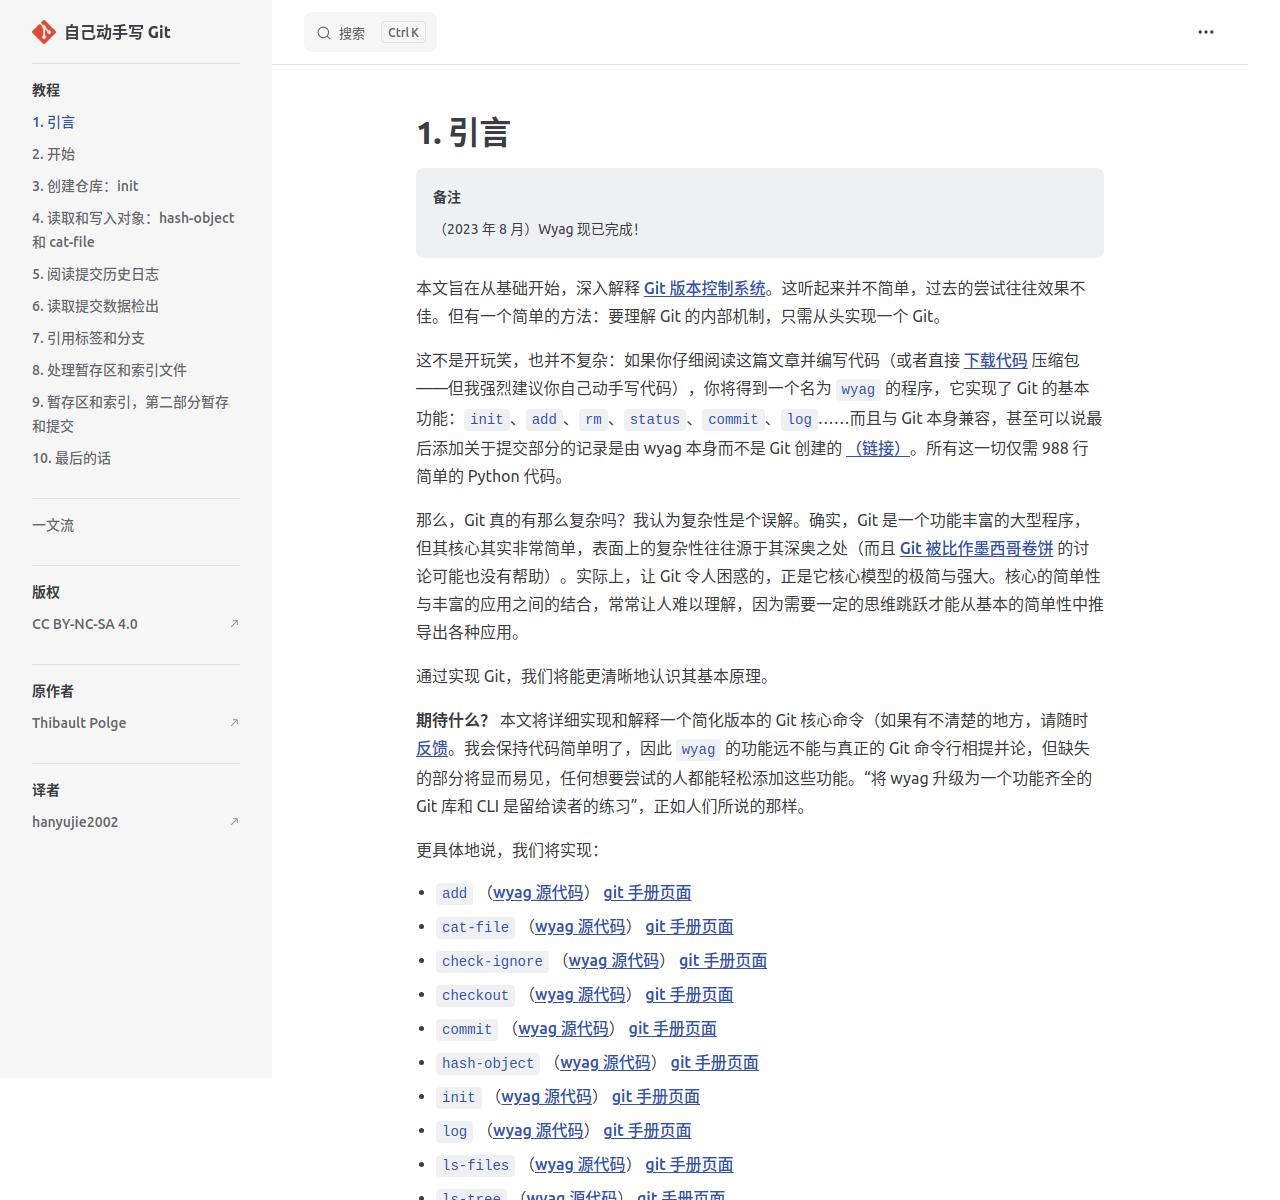 自己动手写 Git
搜索 Ctrl K
教程
1. 引言
2. 开始
3. 创建仓库：init
4. 读取和写入对象：hash-object
和 cat-file
5. 阅读提交历史日志
6. 读取提交数据检出
7. 引用标签和分支
8. 处理暂存区和索引文件
9. 暂存区和索引，第二部分暂存
和提交
10. 最后的话
一文流
版权
CC BY-NC-SA 4.0
原作者
Thibault Polge
译者
hanyujie2002
1. 引言
备注
（2023 年 8 月）Wyag 现已完成！
本文旨在从基础开始，深入解释 Git 版本控制系统。这听起来并不简单，过去的尝试往往效果不
佳。但有一个简单的方法：要理解 Git 的内部机制，只需从头实现一个 Git。
这不是开玩笑，也并不复杂：如果你仔细阅读这篇文章并编写代码（或者直接 下载代码 压缩包
——但我强烈建议你自己动手写代码），你将得到一个名为 wyag 的程序，它实现了 Git 的基本
功能：init、add、rm、status、commit、log……而且与 Git 本身兼容，甚至可以说最
后添加关于提交部分的记录是由 wyag 本身而不是 Git 创建的 （链接）。所有这一切仅需 988 行
简单的 Python 代码。
那么，Git 真的有那么复杂吗？我认为复杂性是个误解。确实，Git 是一个功能丰富的大型程序，
但其核心其实非常简单，表面上的复杂性往往源于其深奥之处（而且 Git 被比作墨西哥卷饼 的讨
论可能也没有帮助）。实际上，让 Git 令人困惑的，正是它核心模型的极简与强大。核心的简单性
与丰富的应用之间的结合，常常让人难以理解，因为需要一定的思维跳跃才能从基本的简单性中推
导出各种应用。
通过实现 Git，我们将能更清晰地认识其基本原理。
期待什么？ 本文将详细实现和解释一个简化版本的 Git 核心命令（如果有不清楚的地方，请随时
反馈。我会保持代码简单明了，因此 wyag 的功能远不能与真正的 Git 命令行相提并论，但缺失
的部分将显而易见，任何想要尝试的人都能轻松添加这些功能。“将 wyag 升级为一个功能齐全的
Git 库和 CLI 是留给读者的练习”，正如人们所说的那样。
更具体地说，我们将实现：
add （wyag 源代码） git 手册页面
cat-file （wyag 源代码） git 手册页面
check-ignore （wyag 源代码） git 手册页面
checkout （wyag 源代码） git 手册页面
commit （wyag 源代码） git 手册页面
hash-object （wyag 源代码） git 手册页面
init （wyag 源代码） git 手册页面
log （wyag 源代码） git 手册页面
ls-files （wyag 源代码） git 手册页面
ls-tree （wyag 源代码） git 手册页面